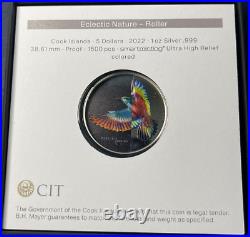 Eclectic Nature - Roller
Cook Islands - 5 Dollars - 2022 - 1oz Silver .999
38.61mm - Proof - 1500 pcs - smartminting® Ultra High Relief
colored
CIT
The Government of the Cook Islands that this coin is legal tender.
B.H. Mayer guarantees to and weight as specified.